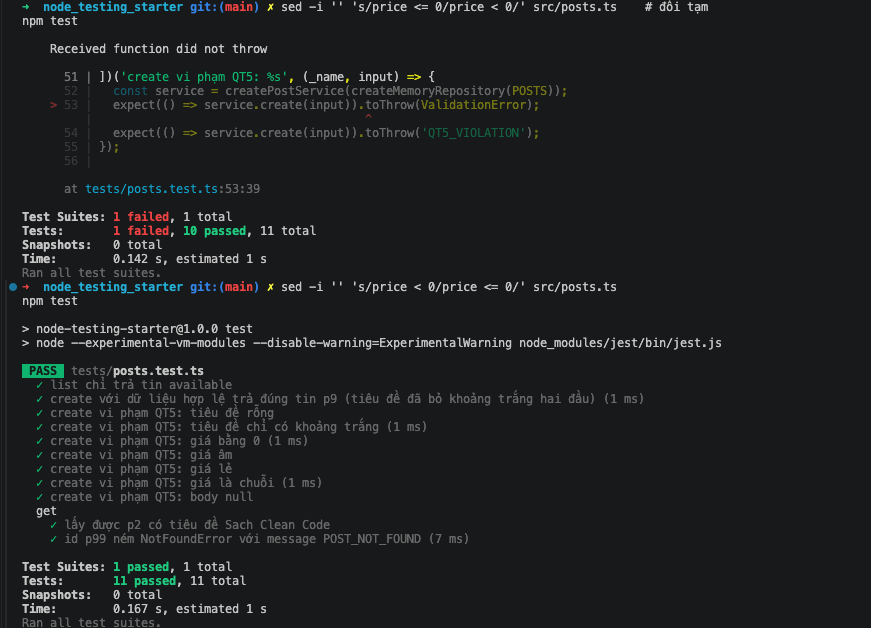 ➜  node_testing_starter git:(main) ✗ sed -i '' 's/price <= 0/price < 0/' src/posts.ts    # đổi tạm
npm test
Received function did not throw
51 | ])('create vi phạm QT5: %s', (_name, input) => {
52 |   const service = createPostService(createMemoryRepository(POSTS));
> 53 |   expect(() => service.create(input)).toThrow(ValidationError);
|                                     ^
54 |   expect(() => service.create(input)).toThrow('QT5_VIOLATION');
55 | });
56 |
at tests/posts.test.ts:53:39
Test Suites: 1 failed, 1 total
Tests:       1 failed, 10 passed, 11 total
Snapshots:   0 total
Time:        0.142 s, estimated 1 s
Ran all test suites.
➜  node_testing_starter git:(main) ✗ sed -i '' 's/price < 0/price <= 0/' src/posts.ts
npm test
> node-testing-starter@1.0.0 test
> node --experimental-vm-modules --disable-warning=ExperimentalWarning node_modules/jest/bin/jest.js
PASS tests/posts.test.ts
✓ list chỉ trả tin available
✓ create với dữ liệu hợp lệ trả đúng tin p9 (tiêu đề đã bỏ khoảng trắng hai đầu) (1 ms)
✓ create vi phạm QT5: tiêu đề rỗng
✓ create vi phạm QT5: tiêu đề chỉ có khoảng trắng (1 ms)
✓ create vi phạm QT5: giá bằng 0 (1 ms)
✓ create vi phạm QT5: giá âm
✓ create vi phạm QT5: giá lẻ
✓ create vi phạm QT5: giá là chuỗi (1 ms)
✓ create vi phạm QT5: body null
get
✓ lấy được p2 có tiêu đề Sach Clean Code
✓ id p99 ném NotFoundError với message POST_NOT_FOUND (7 ms)
Test Suites: 1 passed, 1 total
Tests:       11 passed, 11 total
Snapshots:   0 total
Time:        0.167 s, estimated 1 s
Ran all test suites.